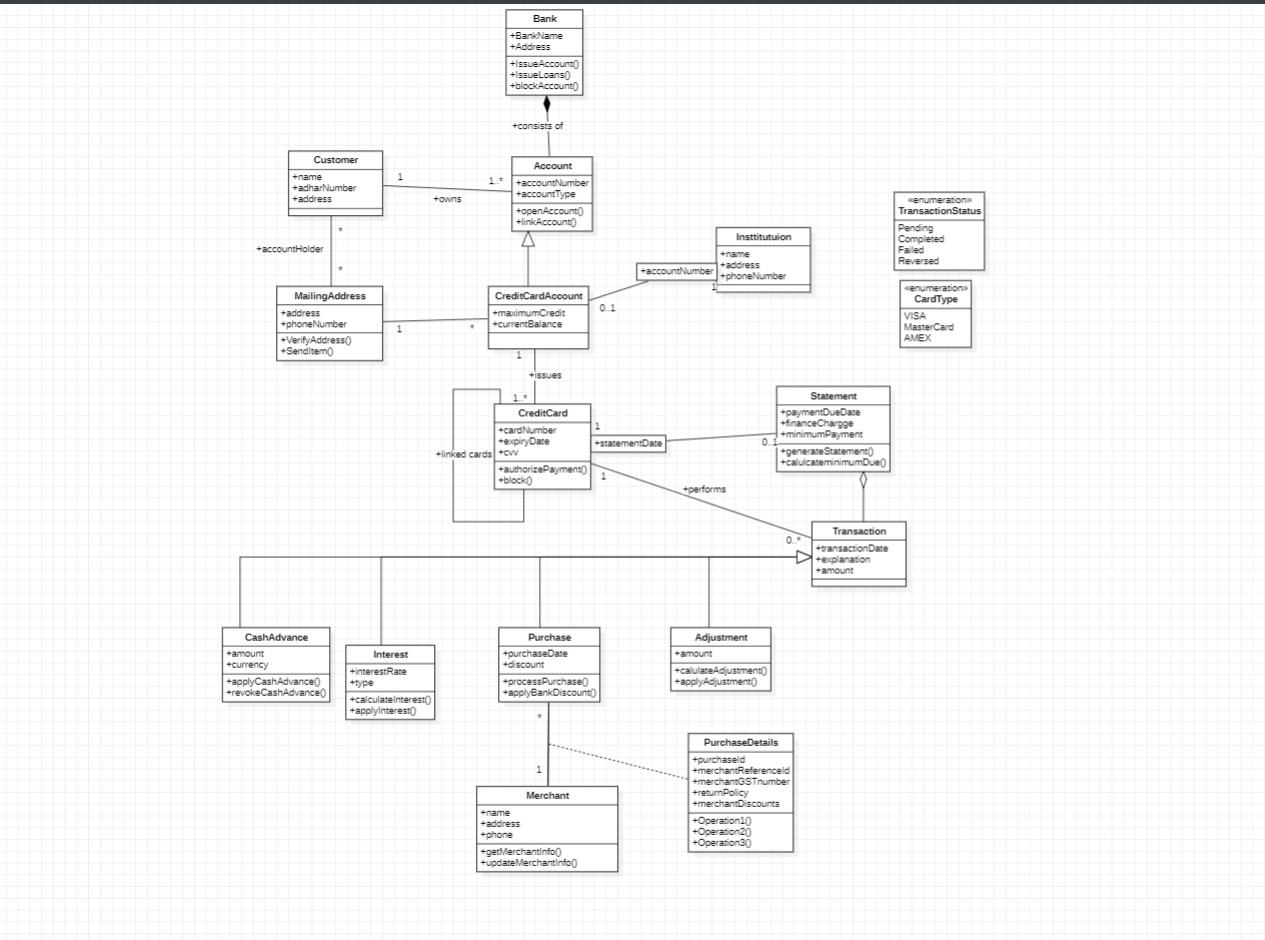 Bank
+BankName
+Address
+IssueAccount()
+IssueLoans()
+blockAccount()
+consists of
Customer
+name
+adharNumber
+address
1
1..*
+owns
Account
+accountNumber
+accountType
+openAccount()
+linkAccount()
«enumeration»
TransactionStatus
Pending
Completed
Failed
Reversed
*
+accountHolder
*
Insttitutuion
+name
+address
+phoneNumber
+accountNumber
1
0..1
«enumeration»
CardType
VISA
MasterCard
AMEX
MailingAddress
+address
+phoneNumber
+VerifyAddress()
+SendItem()
1
*
CreditCardAccount
+maximumCredit
+currentBalance
1
+issues
1..*
CreditCard
+cardNumber
+expiryDate
+cvv
+authorizePayment()
+block()
+linked cards
1
+statementDate
0..1
Statement
+paymentDueDate
+financeChargge
+minimumPayment
+generateStatement()
+calulcateminimumDue()
1
+performs
0..*
Transaction
+transactionDate
+explanation
+amount
CashAdvance
+amount
+currency
+applyCashAdvance()
+revokeCashAdvance()
Interest
+interestRate
+type
+calculateInterest()
+applyInterest()
Purchase
+purchaseDate
+discount
+processPurchase()
+applyBankDiscount()
Adjustment
+amount
+calulateAdjustment()
+applyAdjustment()
*
1
PurchaseDetails
+purchaseId
+merchantReferenceId
+merchantGSTnumber
+returnPolicy
+merchantDiscounts
+Operation1()
+Operation2()
+Operation3()
Merchant
+name
+address
+phone
+getMerchantInfo()
+updateMerchantInfo()